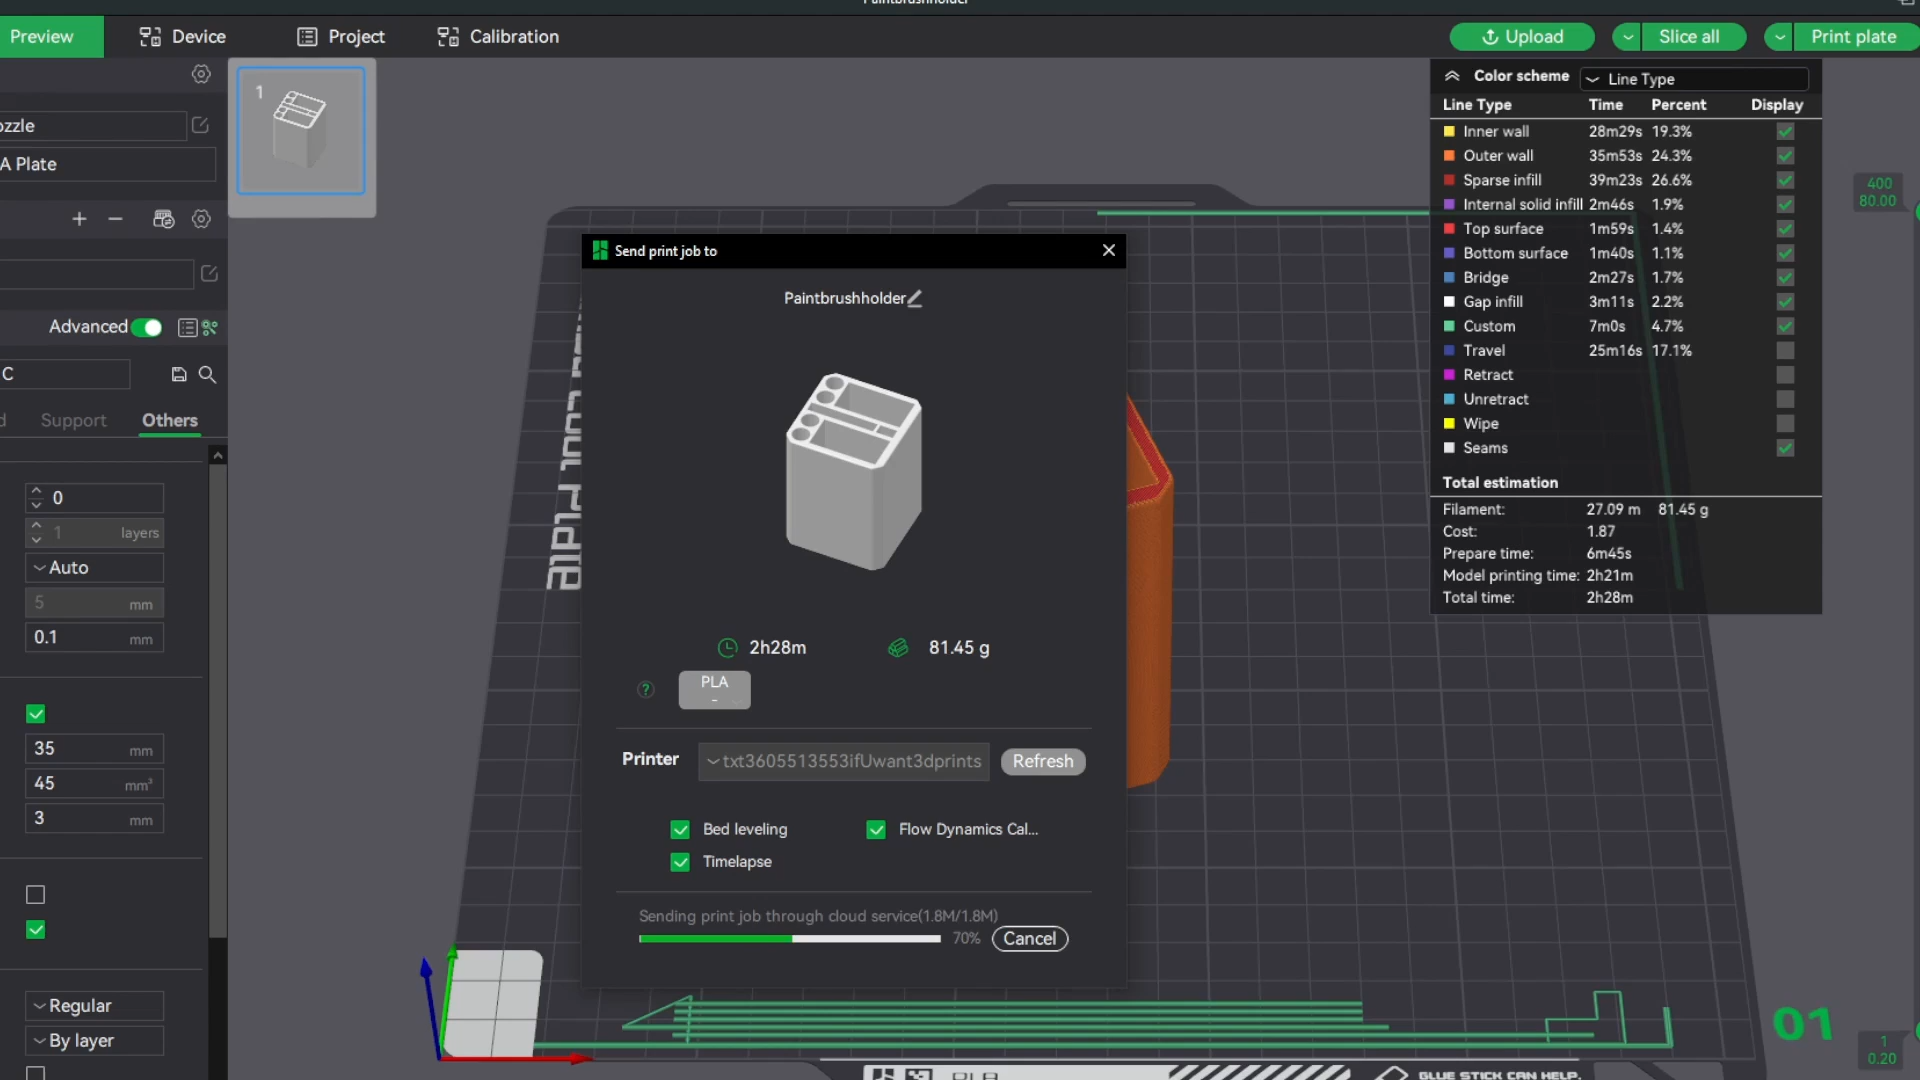 Paintbrushholder
Preview
Device
Project
Calibration
Upload
Slice all
Print plate
ozzle
A Plate
Advanced
C
Support
Others
0
1 layers
Auto
5 mm
0.1 mm
35 mm
45 mm³
3 mm
Regular
By layer
1
Send print job to
Paintbrushholder
2h28m
81.45 g
?
PLA
-
Printer
txt3605513553ifUwant3dprints
Refresh
Bed leveling
Flow Dynamics Cal...
Timelapse
Sending print job through cloud service(1.8M/1.8M)
70%
Cancel
Color scheme
Line Type
Line Type Time Percent Display
Inner wall 28m29s 19.3%
Outer wall 35m53s 24.3%
Sparse infill 39m23s 26.6%
Internal solid infill 2m46s 1.9%
Top surface 1m59s 1.4%
Bottom surface 1m40s 1.1%
Bridge 2m27s 1.7%
Gap infill 3m11s 2.2%
Custom 7m0s 4.7%
Travel 25m16s 17.1%
Retract
Unretract
Wipe
Seams
Total estimation
Filament: 27.09 m 81.45 g
Cost: 1.87
Prepare time: 6m45s
Model printing time: 2h21m
Total time: 2h28m
400
80.00
Plate
01
1
0.20
GLUE STICK CAN HELP.